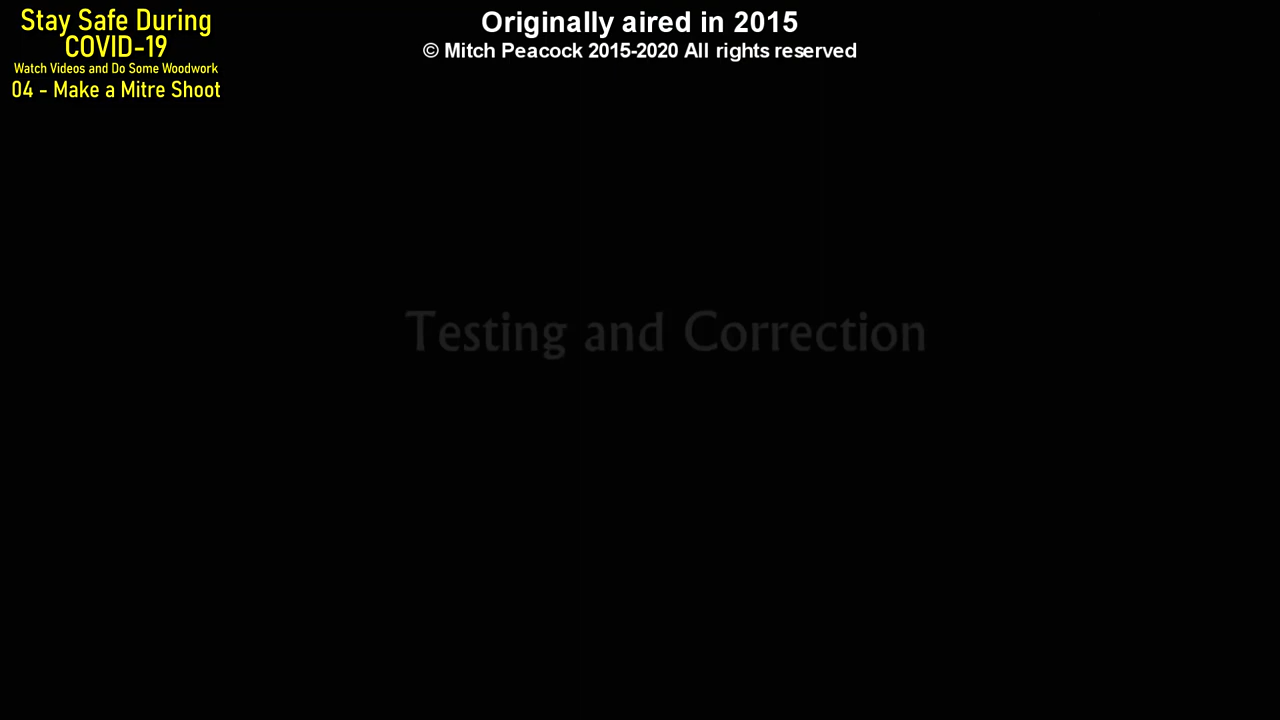 Stay Safe During
COVID-19
Watch Videos and Do Some Woodwork
04 - Make a Mitre Shoot
Originally aired in 2015
© Mitch Peacock 2015-2020 All rights reserved
Testing and Correction